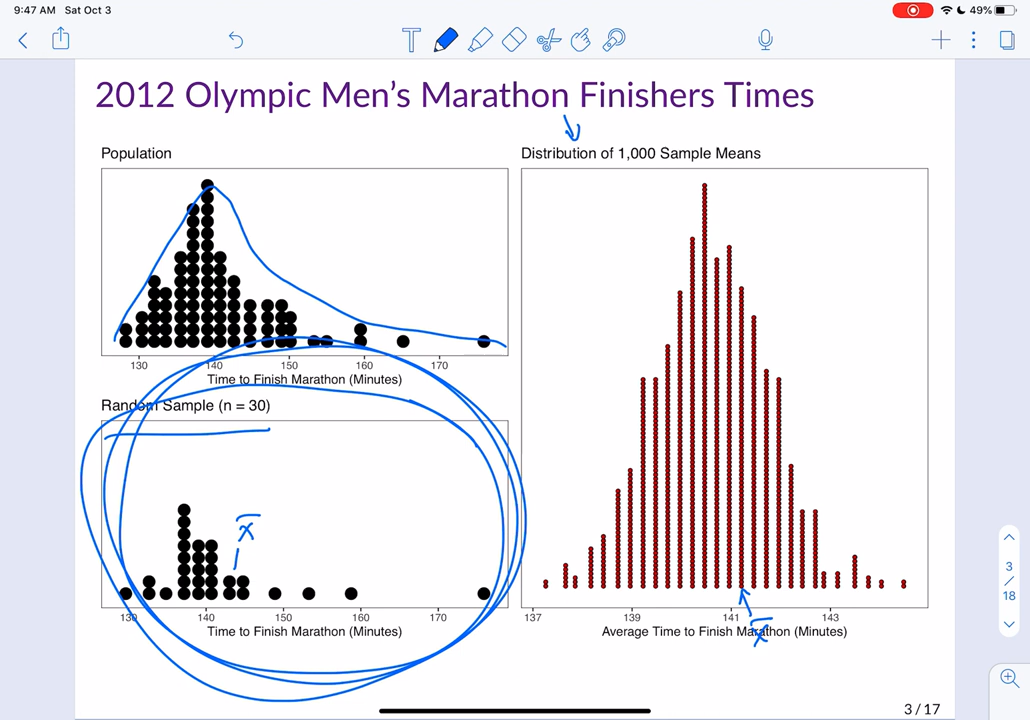 9:47 AM Sat Oct 3
49%
T
2012 Olympic Men's Marathon Finishers Times
Population
130 140 150 160 170
Time to Finish Marathon (Minutes)
Random Sample (n = 30)
x̅
130 140 150 160 170
Time to Finish Marathon (Minutes)
Distribution of 1,000 Sample Means
137 139 141 143
Average Time to Finish Marathon (Minutes)
x̅
3
/
18
3 / 17